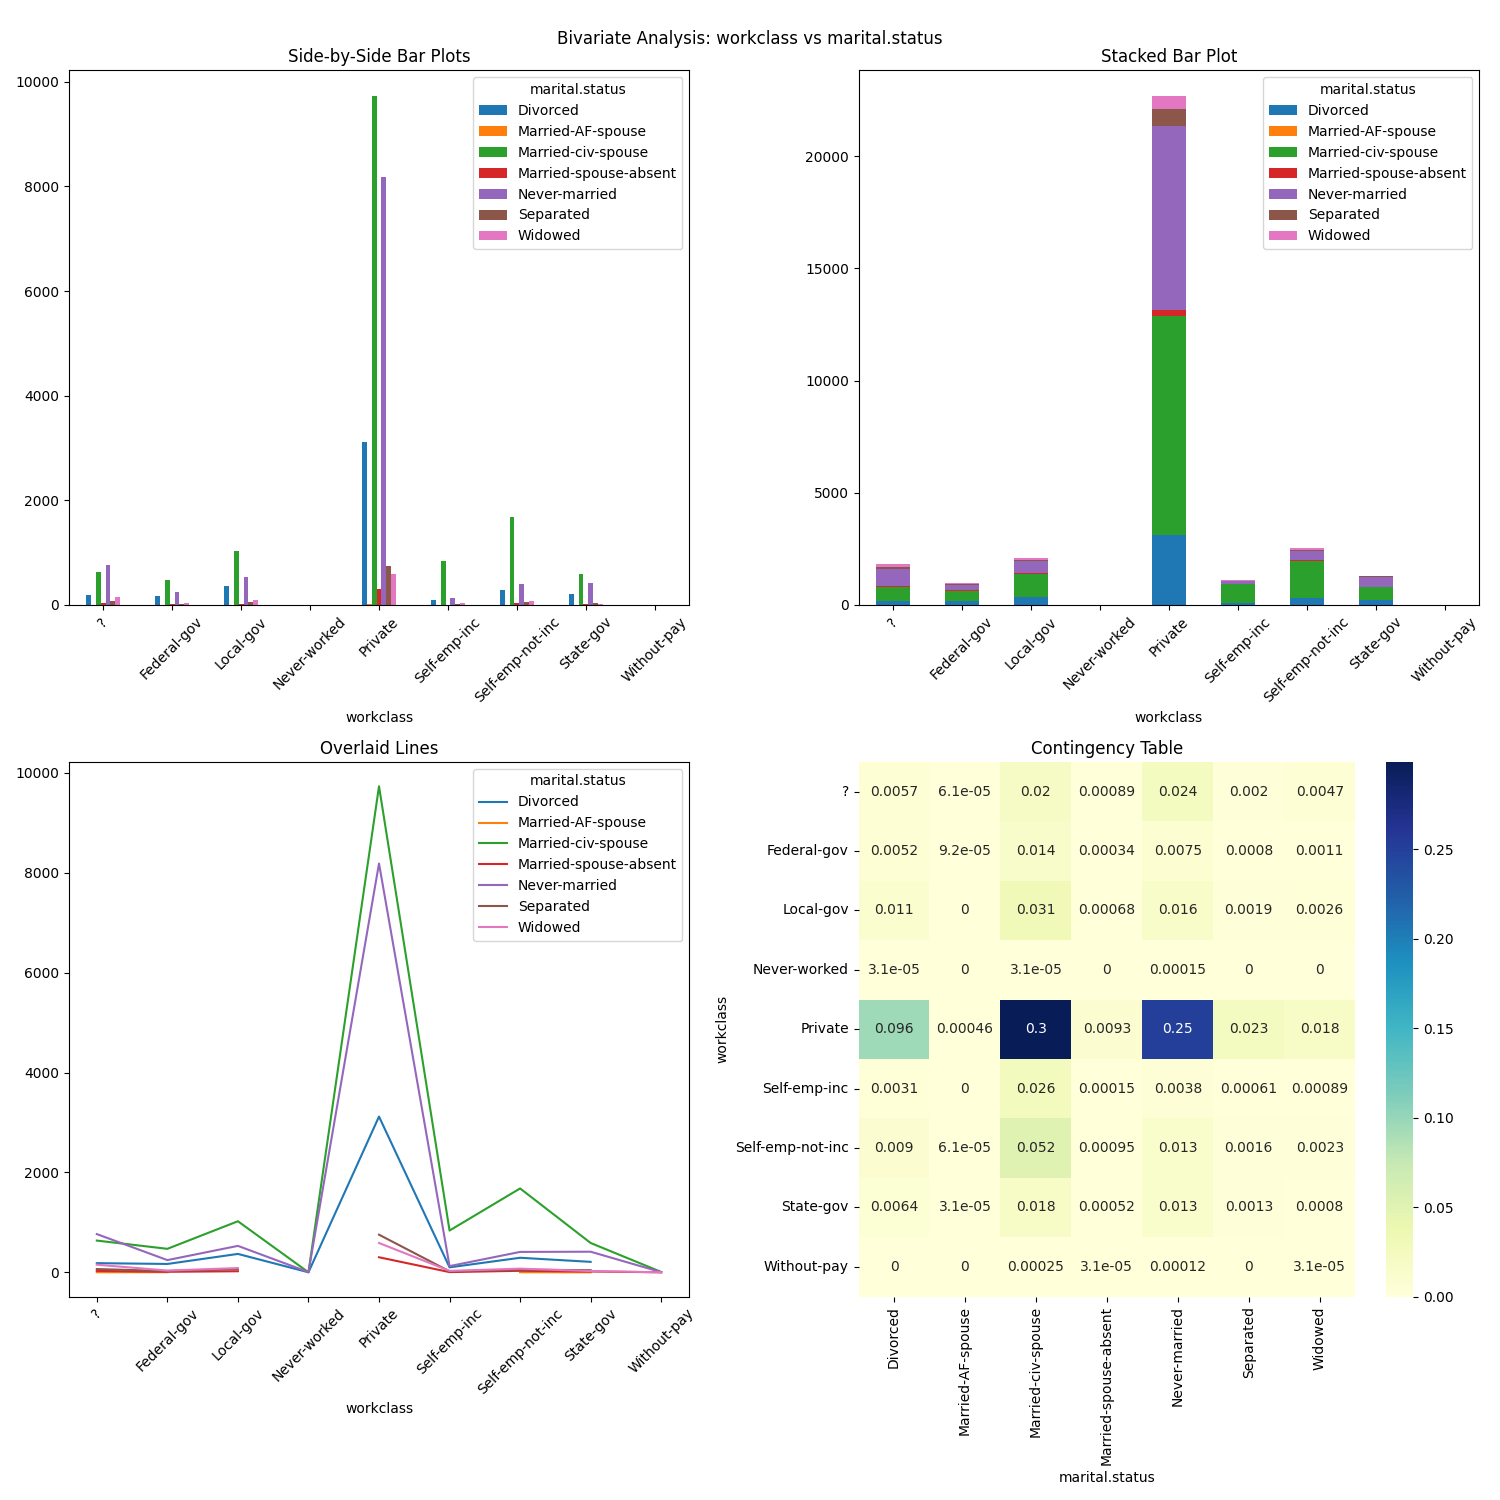 Bivariate Analysis: workclass vs marital.status
Side-by-Side Bar Plots
10000
8000
6000
4000
2000
0
marital.status
Divorced
Married-AF-spouse
Married-civ-spouse
Married-spouse-absent
Never-married
Separated
Widowed
?
Federal-gov
Local-gov
Never-worked
Private
Self-emp-inc
Self-emp-not-inc
State-gov
Without-pay
workclass
Stacked Bar Plot
20000
15000
10000
5000
0
marital.status
Divorced
Married-AF-spouse
Married-civ-spouse
Married-spouse-absent
Never-married
Separated
Widowed
?
Federal-gov
Local-gov
Never-worked
Private
Self-emp-inc
Self-emp-not-inc
State-gov
Without-pay
workclass
Overlaid Lines
10000
8000
6000
4000
2000
0
marital.status
Divorced
Married-AF-spouse
Married-civ-spouse
Married-spouse-absent
Never-married
Separated
Widowed
?
Federal-gov
Local-gov
Never-worked
Private
Self-emp-inc
Self-emp-not-inc
State-gov
Without-pay
workclass
Contingency Table
workclass
? 0.0057 6.1e-05 0.02 0.00089 0.024 0.002 0.0047
Federal-gov 0.0052 9.2e-05 0.014 0.00034 0.0075 0.0008 0.0011
Local-gov 0.011 0 0.031 0.00068 0.016 0.0019 0.0026
Never-worked 3.1e-05 0 3.1e-05 0 0.00015 0 0
Private 0.096 0.00046 0.3 0.0093 0.25 0.023 0.018
Self-emp-inc 0.0031 0 0.026 0.00015 0.0038 0.00061 0.00089
Self-emp-not-inc 0.009 6.1e-05 0.052 0.00095 0.013 0.0016 0.0023
State-gov 0.0064 3.1e-05 0.018 0.00052 0.013 0.0013 0.0008
Without-pay 0 0 0.00025 3.1e-05 0.00012 0 3.1e-05
Divorced
Married-AF-spouse
Married-civ-spouse
Married-spouse-absent
Never-married
Separated
Widowed
marital.status
0.25
0.20
0.15
0.10
0.05
0.00